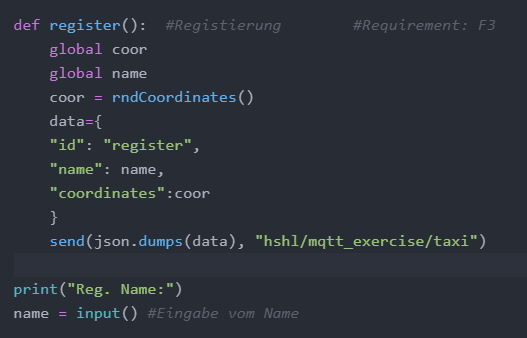 def register():  #Registierung        #Requirement: F3
    global coor
    global name
    coor = rndCoordinates()
    data={
    "id": "register",
    "name": name,
    "coordinates":coor
    }
    send(json.dumps(data), "hshl/mqtt_exercise/taxi")
print("Reg. Name:")
name = input() #Eingabe vom Name